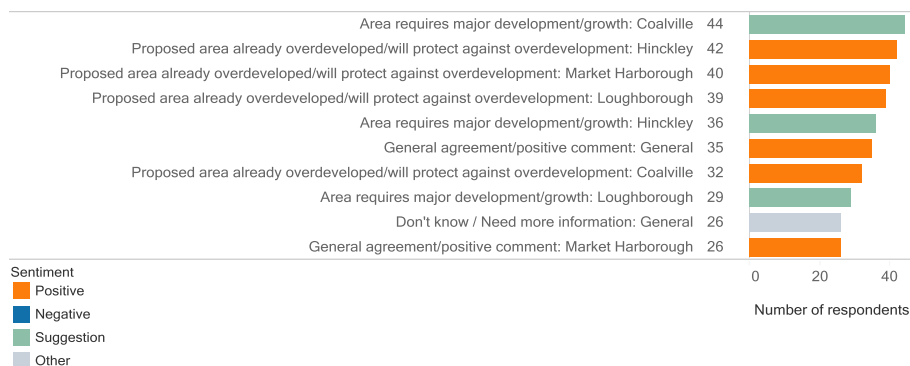 Area requires major development/growth: Coalville 44
Proposed area already overdeveloped/will protect against overdevelopment: Hinckley 42
Proposed area already overdeveloped/will protect against overdevelopment: Market Harborough 40
Proposed area already overdeveloped/will protect against overdevelopment: Loughborough 39
Area requires major development/growth: Hinckley 36
General agreement/positive comment: General 35
Proposed area already overdeveloped/will protect against overdevelopment: Coalville 32
Area requires major development/growth: Loughborough 29
Don't know / Need more information: General 26
General agreement/positive comment: Market Harborough 26
0 20 40
Number of respondents
Sentiment
Positive
Negative
Suggestion
Other